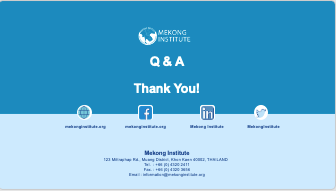 MEKONG
INSTITUTE
Q & A
Thank You!
mekonginstitute.org
mekonginstitute.org
Mekong Institute
MekongInstitute
Mekong Institute
123 Mittraphap Rd., Muang District, Khon Kaen 40002, THAILAND
Tel. : +66 (0) 4320 2411
Fax. : +66 (0) 4320 3656
Email : information@mekonginstitute.org